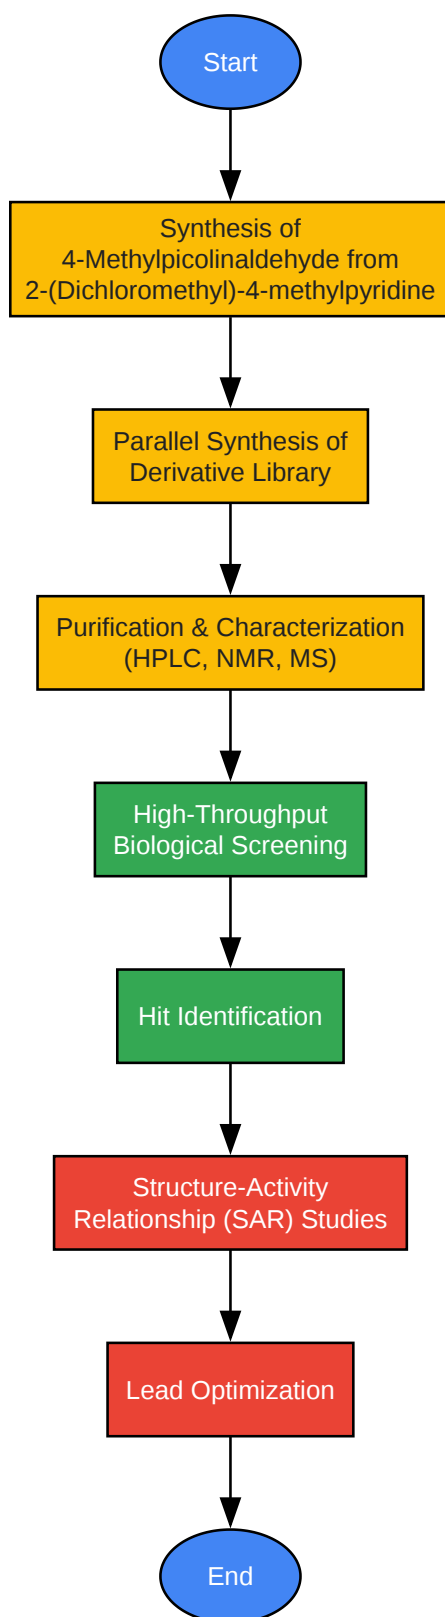 Start
Synthesis of
4-Methylpicolinaldehyde from
2-(Dichloromethyl)-4-methylpyridine
Parallel Synthesis of
Derivative Library
Purification & Characterization
(HPLC, NMR, MS)
High-Throughput
Biological Screening
Hit Identification
Structure-Activity
Relationship (SAR) Studies
Lead Optimization
End